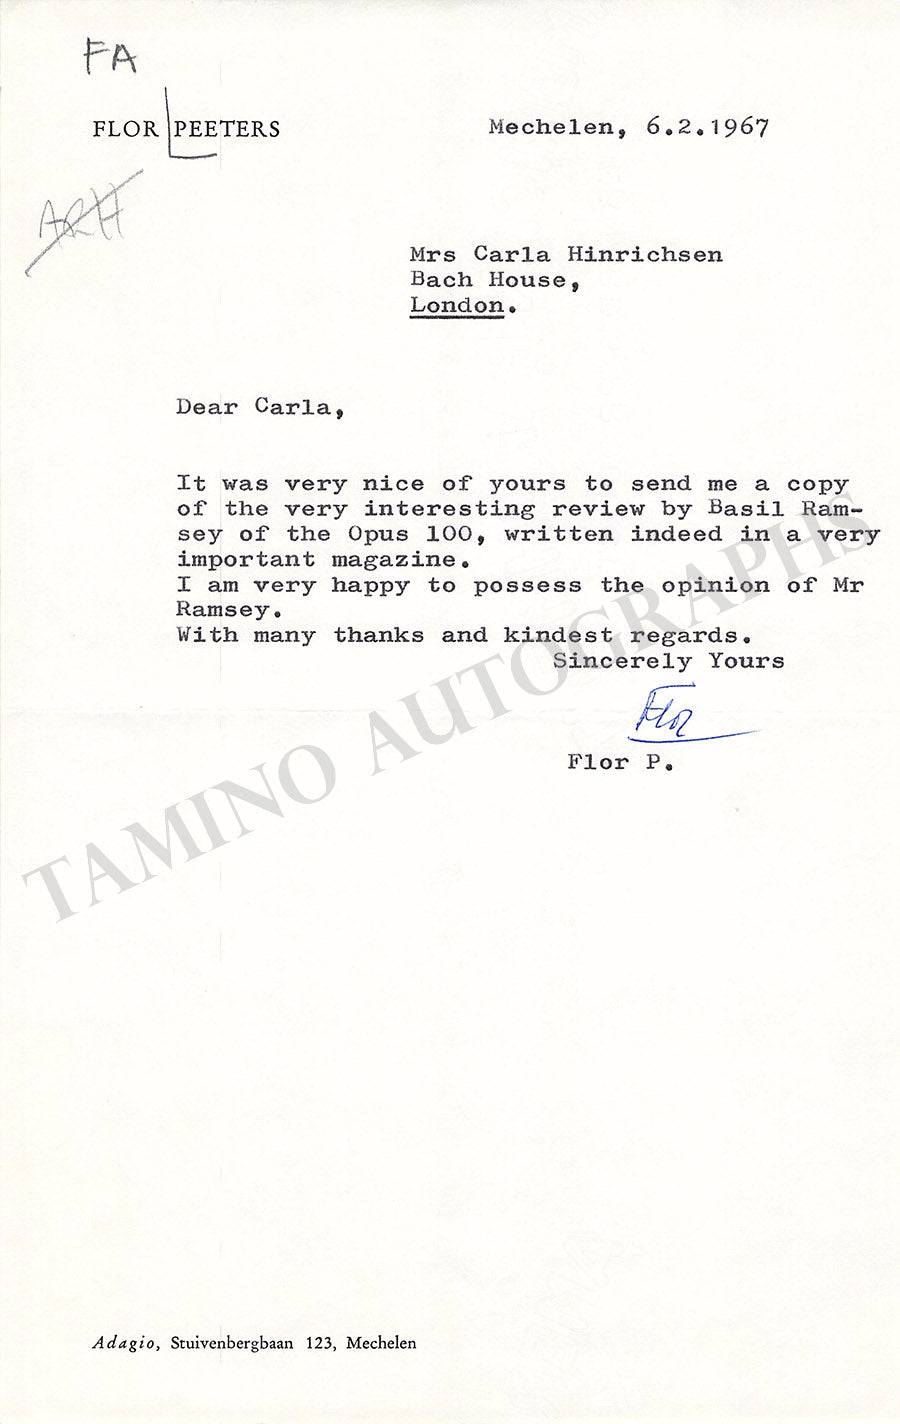 FA
FLOR PEETERS
Mechelen, 6.2.1967
ARH
Mrs Carla Hinrichsen
Bach House,
London.
Dear Carla,
It was very nice of yours to send me a copy
of the very interesting review by Basil Ram-
sey of the Opus 100, written indeed in a very
important magazine.
I am very happy to possess the opinion of Mr
Ramsey.
With many thanks and kindest regards.
Sincerely Yours
Flor
Flor P.
TAMINO AUTOGRAPHS
Adagio, Stuivenbergbaan 123, Mechelen